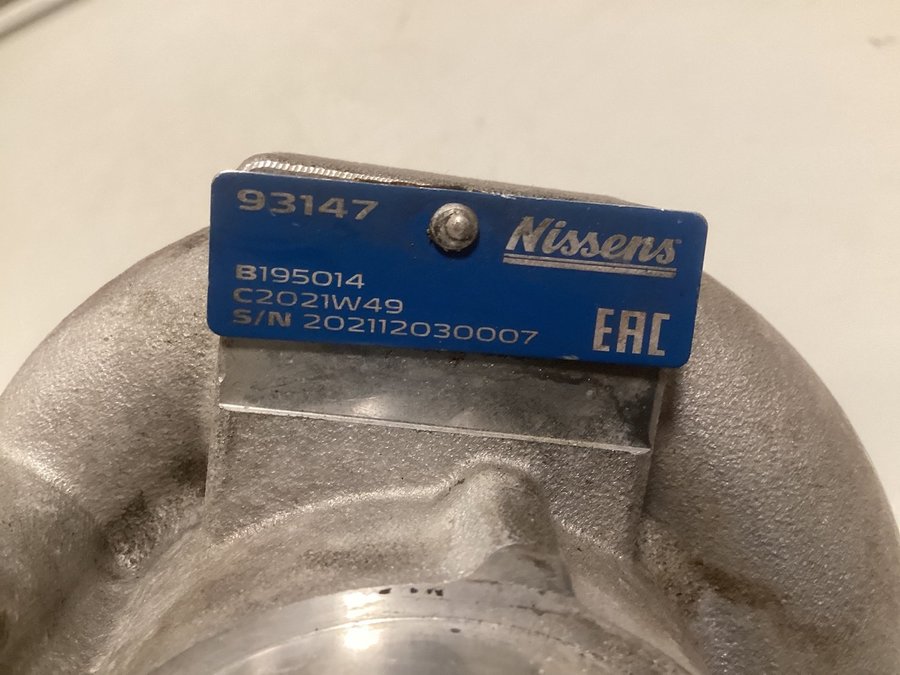 93147
Nissens
B195014
C2021W49
S/N 202112030007
EAC